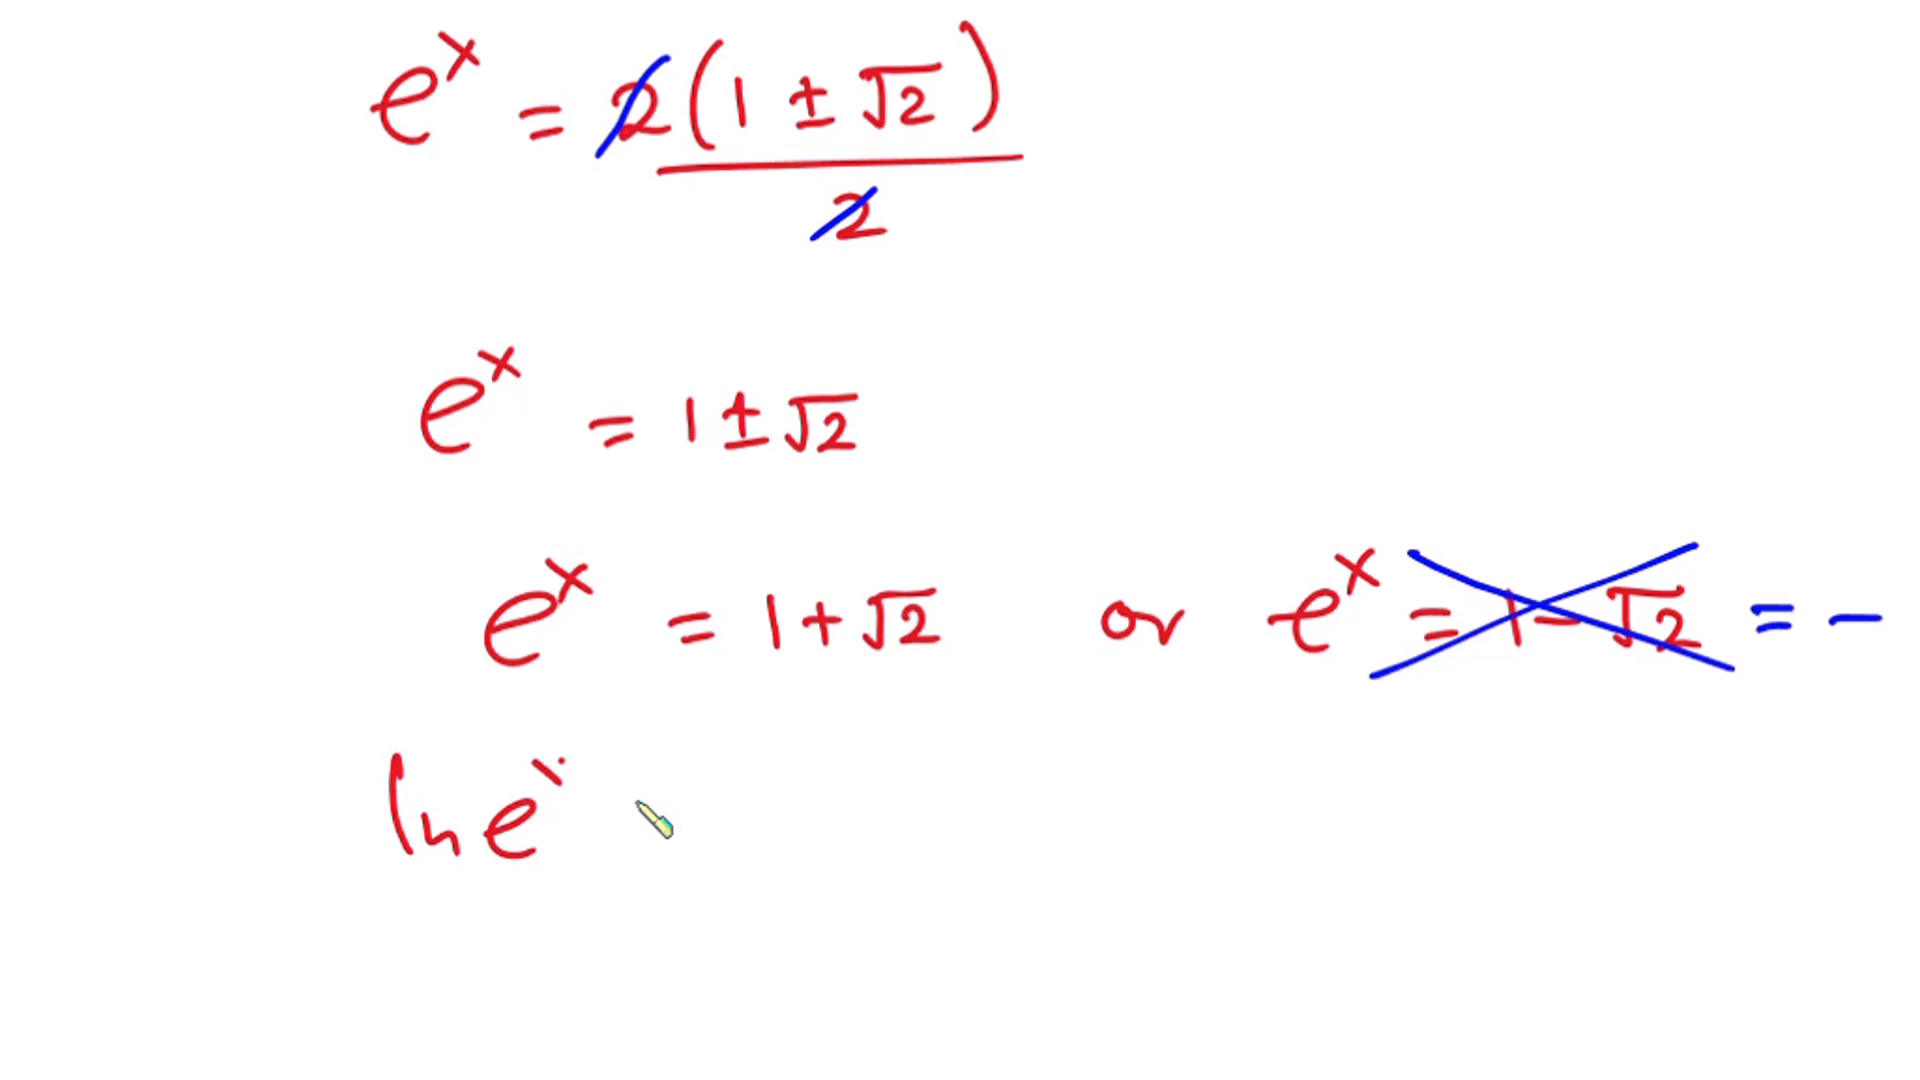 e^x = 2(1 ± √2)
2
e^x = 1 ± √2
e^x = 1 + √2 or e^x = 1 - √2 = -
ln e^x